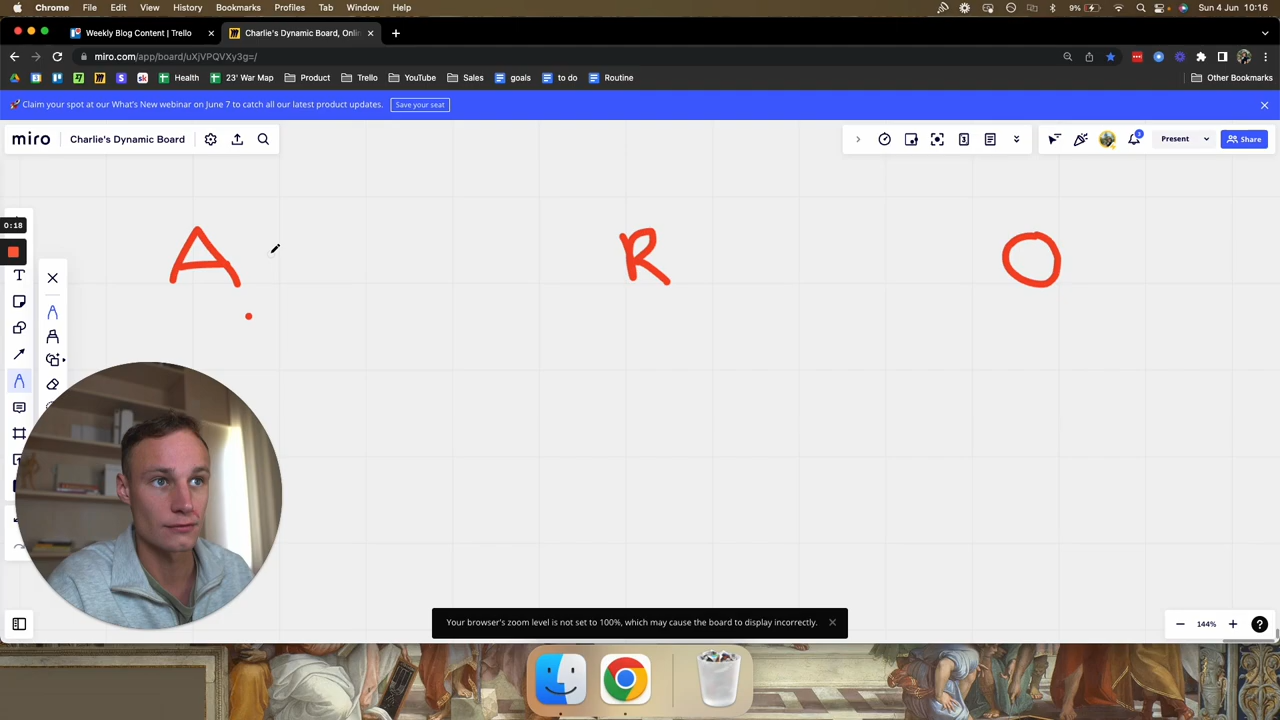 Chrome File Edit View History Bookmarks Profiles Tab Window Help 9% Sun 4 Jun 10:16
Weekly Blog Content | Trello Charlie's Dynamic Board, Onlin
miro.com/app/board/uXjVPQVXy3g=/
Health 23' War Map Product Trello YouTube Sales goals to do Routine Other Bookmarks
🚀 Claim your spot at our What's New webinar on June 7 to catch all our latest product updates. Save your seat
miro Charlie's Dynamic Board 3 3 Present Share
0:18
A R O
Your browser's zoom level is not set to 100%, which may cause the board to display incorrectly.
144% ?